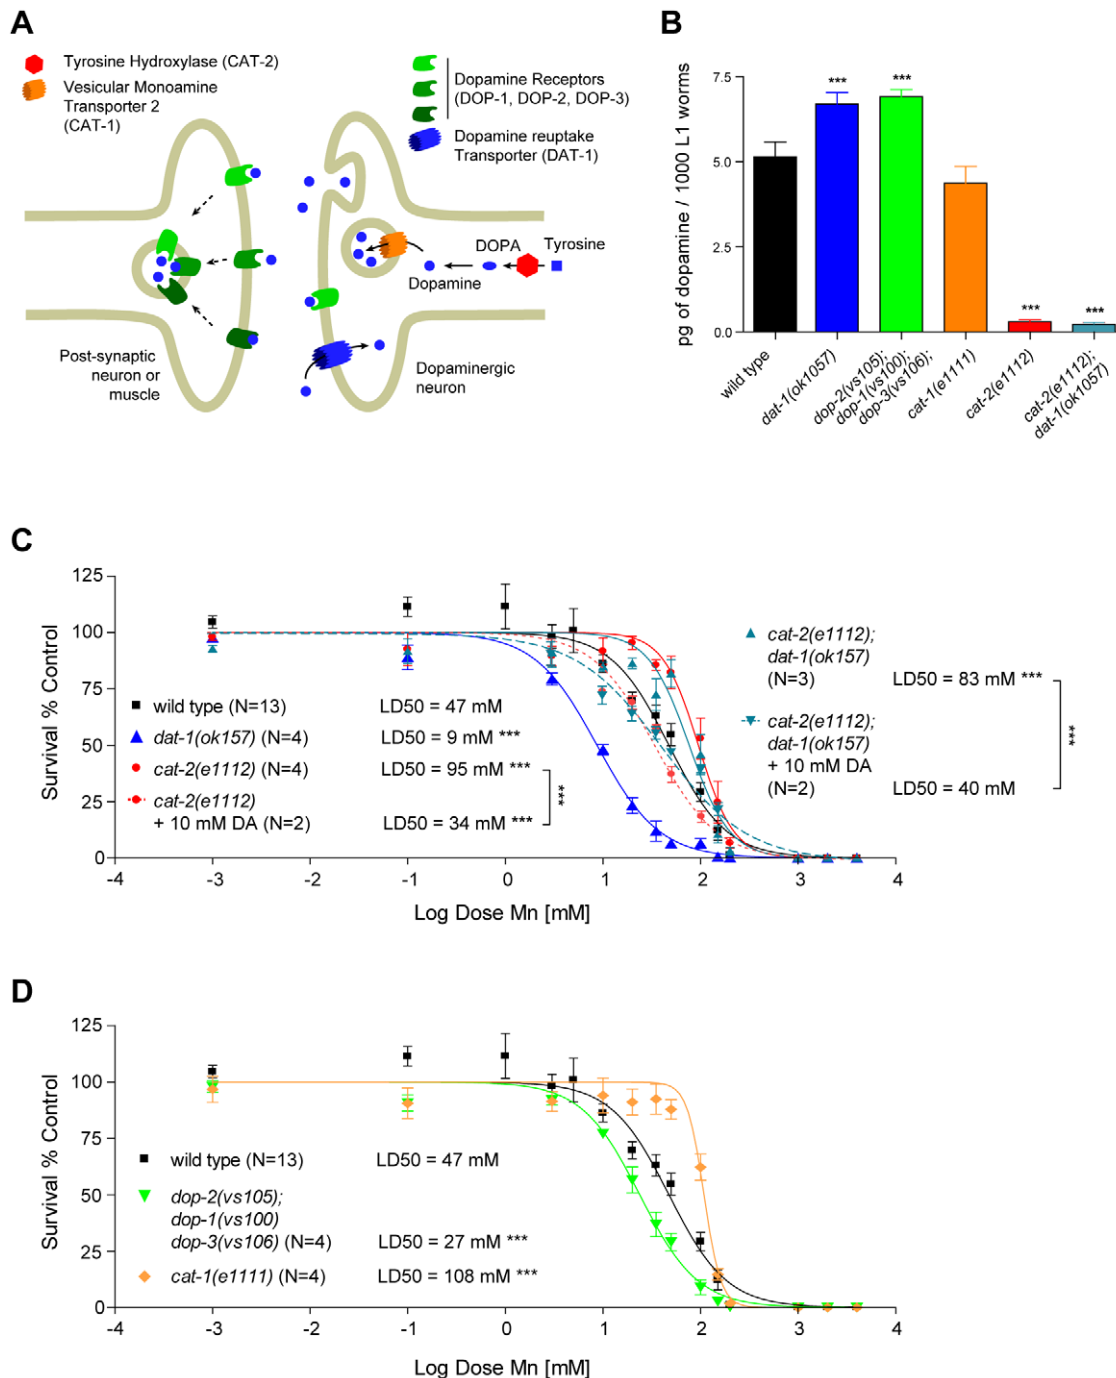 A
Tyrosine Hydroxylase (CAT-2)
Vesicular Monoamine
Transporter 2
(CAT-1)
Dopamine Receptors
(DOP-1, DOP-2, DOP-3)
Dopamine reuptake
Transporter (DAT-1)
DOPA
Tyrosine
Dopamine
Post-synaptic
neuron or
muscle
Dopaminergic
neuron
B
pg of dopamine / 1000 L1 worms
7.5
5.0
2.5
0.0
***
***
***
***
wild type
dat-1(ok1057)
dop-2(vs105);
dop-1(vs100);
dop-3(vs106);
cat-1(e1111)
cat-2(e1112)
cat-2(e1112);
dat-1(ok1057)
C
Survival % Control
125
100
75
50
25
0
wild type (N=13) LD50 = 47 mM
dat-1(ok157) (N=4) LD50 = 9 mM ***
cat-2(e1112) (N=4) LD50 = 95 mM ***
cat-2(e1112)
+ 10 mM DA (N=2) LD50 = 34 mM ***
***
cat-2(e1112);
dat-1(ok157)
(N=3) LD50 = 83 mM ***
cat-2(e1112);
dat-1(ok157)
+ 10 mM DA
(N=2) LD50 = 40 mM
***
-4 -3 -2 -1 0 1 2 3 4
Log Dose Mn [mM]
D
Survival % Control
125
100
75
50
25
0
wild type (N=13) LD50 = 47 mM
dop-2(vs105);
dop-1(vs100)
dop-3(vs106) (N=4) LD50 = 27 mM ***
cat-1(e1111) (N=4) LD50 = 108 mM ***
-4 -3 -2 -1 0 1 2 3 4
Log Dose Mn [mM]